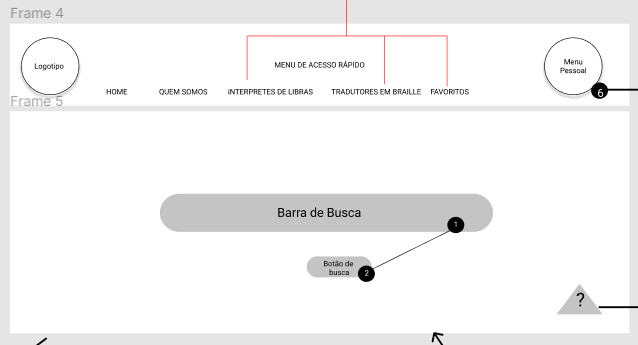 Frame 4
Logotipo
MENU DE ACESSO RÁPIDO
Menu
Pessoal
6
HOME
QUEM SOMOS
iNTERPRETES DE LIBRAS
TRADUTORES EM BRAILLE
FAVORITOS
Frame 5
Barra de Busca
1
Botão de
busca
2
?